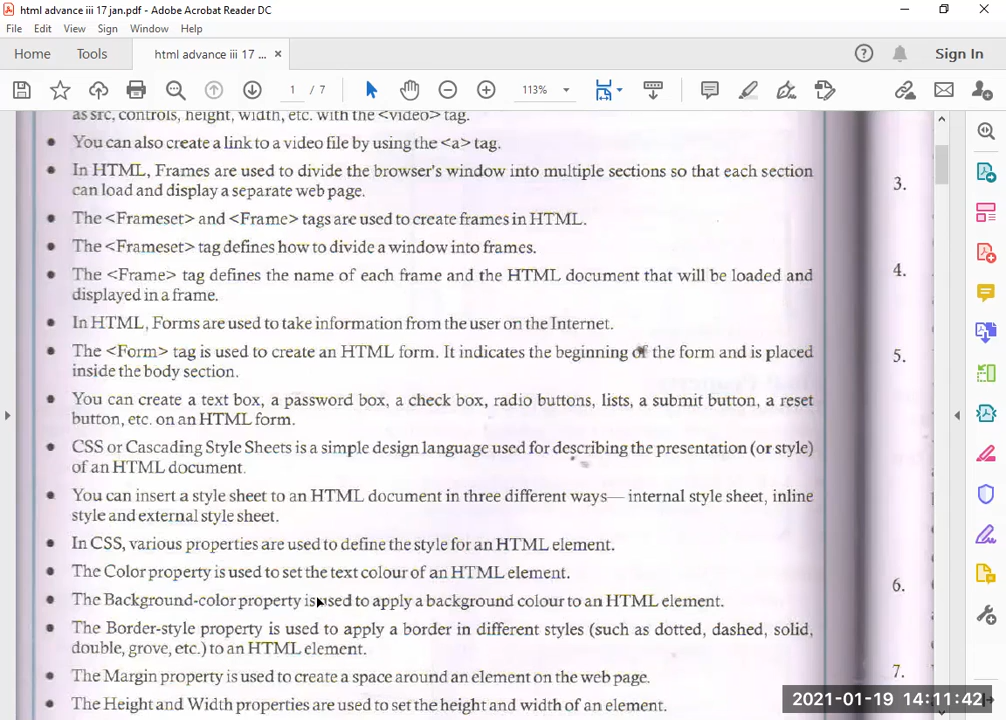 html advance iii 17 jan.pdf - Adobe Acrobat Reader DC
File Edit View Sign Window Help
Home Tools html advance iii 17 ... × Sign In
1 / 7 113%
as src, controls, height, width, etc. with the <video> tag.
• You can also create a link to a video file by using the <a> tag.
• In HTML, Frames are used to divide the browser's window into multiple sections so that each section
can load and display a separate web page.
3.
• The <Frameset> and <Frame> tags are used to create frames in HTML.
• The <Frameset> tag defines how to divide a window into frames.
• The <Frame> tag defines the name of each frame and the HTML document that will be loaded and
displayed in a frame.
4.
• In HTML, Forms are used to take information from the user on the Internet.
• The <Form> tag is used to create an HTML form. It indicates the beginning of the form and is placed
inside the body section.
5.
• You can create a text box, a password box, a check box, radio buttons, lists, a submit button, a reset
button, etc. on an HTML form.
• CSS or Cascading Style Sheets is a simple design language used for describing the presentation (or style)
of an HTML document.
• You can insert a style sheet to an HTML document in three different ways— internal style sheet, inline
style and external style sheet.
• In CSS, various properties are used to define the style for an HTML element.
• The Color property is used to set the text colour of an HTML element.
6.
• The Background-color property is used to apply a background colour to an HTML element.
• The Border-style property is used to apply a border in different styles (such as dotted, dashed, solid,
double, grove, etc.) to an HTML element.
• The Margin property is used to create a space around an element on the web page.
7.
• The Height and Width properties are used to set the height and width of an element.
2021-01-19 14:11:42